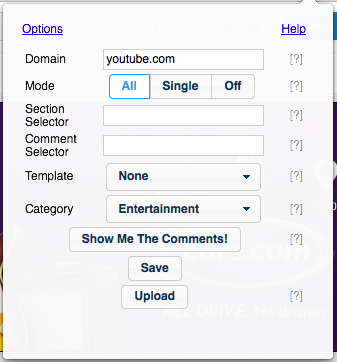 Options Help
Domain youtube.com [?]
Mode All Single Off [?]
Section Selector [?]
Comment Selector [?]
Template None [?]
Category Entertainment [?]
Show Me The Comments! [?]
Save
Upload [?]